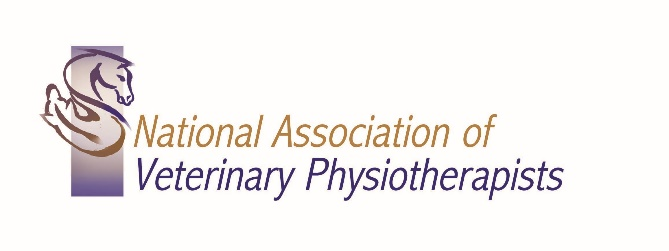 National Association of
Veterinary Physiotherapists